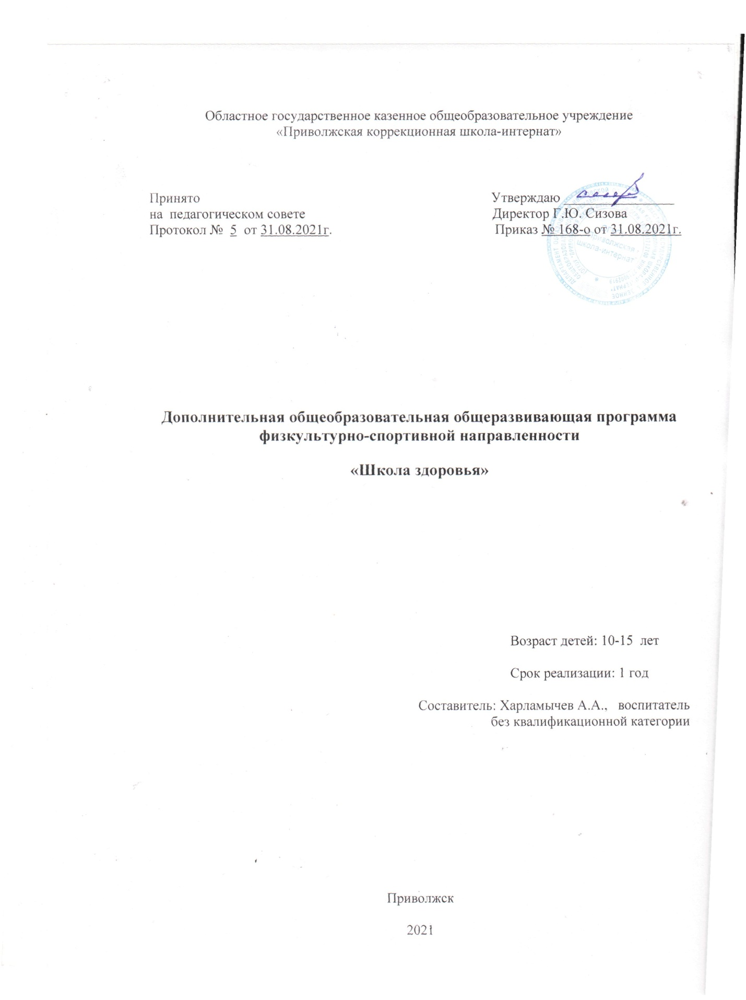 Областное государственное казенное общеобразовательное учреждение
«Приволжская коррекционная школа-интернат»
Принято
на педагогическом совете
Протокол № 5 от 31.08.2021г.
Утверждаю
Директор Г.Ю. Сизова
Приказ № 168-о от 31.08.2021г.
Приволжская
школа-интернат
Дополнительная общеобразовательная общеразвивающая программа
физкультурно-спортивной направленности
«Школа здоровья»
Возраст детей: 10-15 лет
Срок реализации: 1 год
Составитель: Харламычев А.А., воспитатель
без квалификационной категории
Приволжск
2021